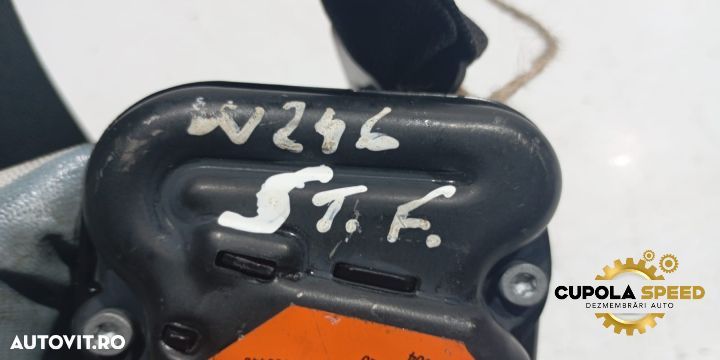 W246
ST.F.
CUPOLA SPEED
DEZMEMBRĂRI AUTO
AUTOVIT.RO